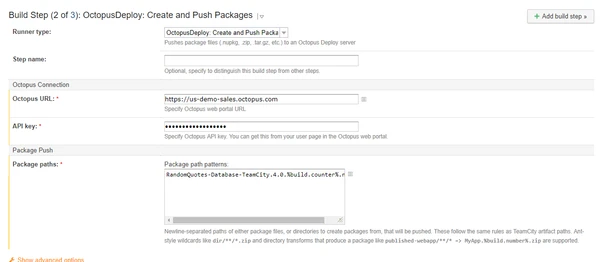 Build Step (2 of 3): OctopusDeploy: Create and Push Packages
+ Add build step »
Runner type:
OctopusDeploy: Create and Push Packa
Pushes package files (.nupkg, .zip, .tar.gz, etc.) to an Octopus Deploy server
Step name:
Optional, specify to distinguish this build step from other steps.
Octopus Connection
Octopus URL: *
https://us-demo-sales.octopus.com
Specify Octopus web portal URL
API key: *
••••••••••••••••••
Specify Octopus API key. You can get this from your user page in the Octopus web portal.
Package Push
Package paths: *
Package path patterns:
RandomQuotes-Database-TeamCity.4.0.%build.counter%.n
Newline-separated paths of either package files, or directories to create packages from, that will be pushed. These follow the same rules as TeamCity artifact paths. Ant-
style wildcards like dir/**/*.zip and directory transforms that produce a package like published-webapp/**/* => MyApp.%build.number%.zip are supported.
Show advanced options